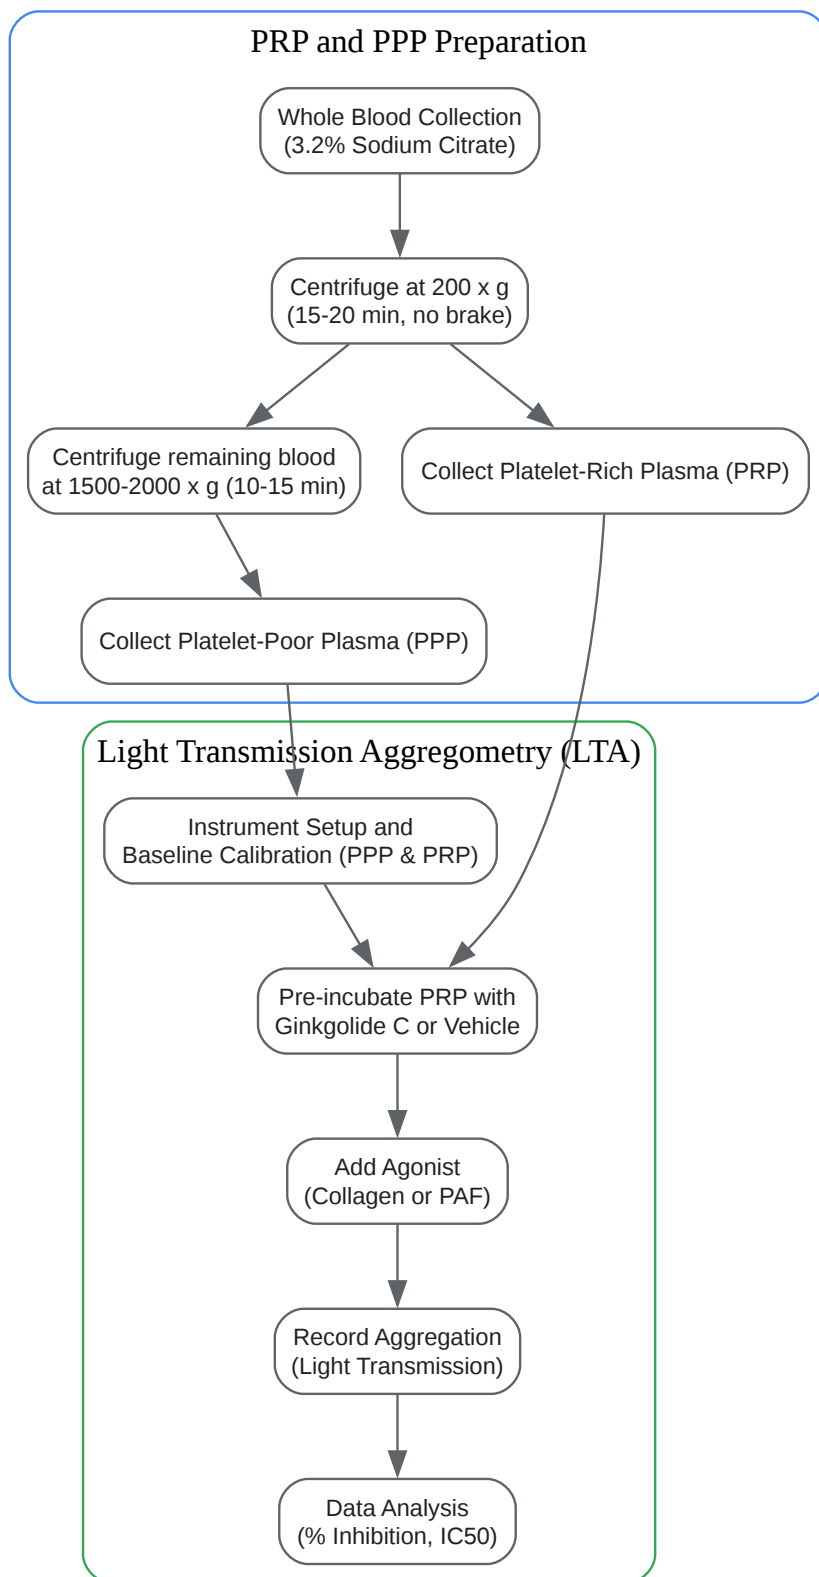 PRP and PPP Preparation
Whole Blood Collection
(3.2% Sodium Citrate)
Centrifuge at 200 x g
(15-20 min, no brake)
Centrifuge remaining blood
at 1500-2000 x g (10-15 min)
Collect Platelet-Rich Plasma (PRP)
Collect Platelet-Poor Plasma (PPP)
Light Transmission Aggregometry (LTA)
Instrument Setup and
Baseline Calibration (PPP & PRP)
Pre-incubate PRP with
Ginkgolide C or Vehicle
Add Agonist
(Collagen or PAF)
Record Aggregation
(Light Transmission)
Data Analysis
(% Inhibition, IC50)